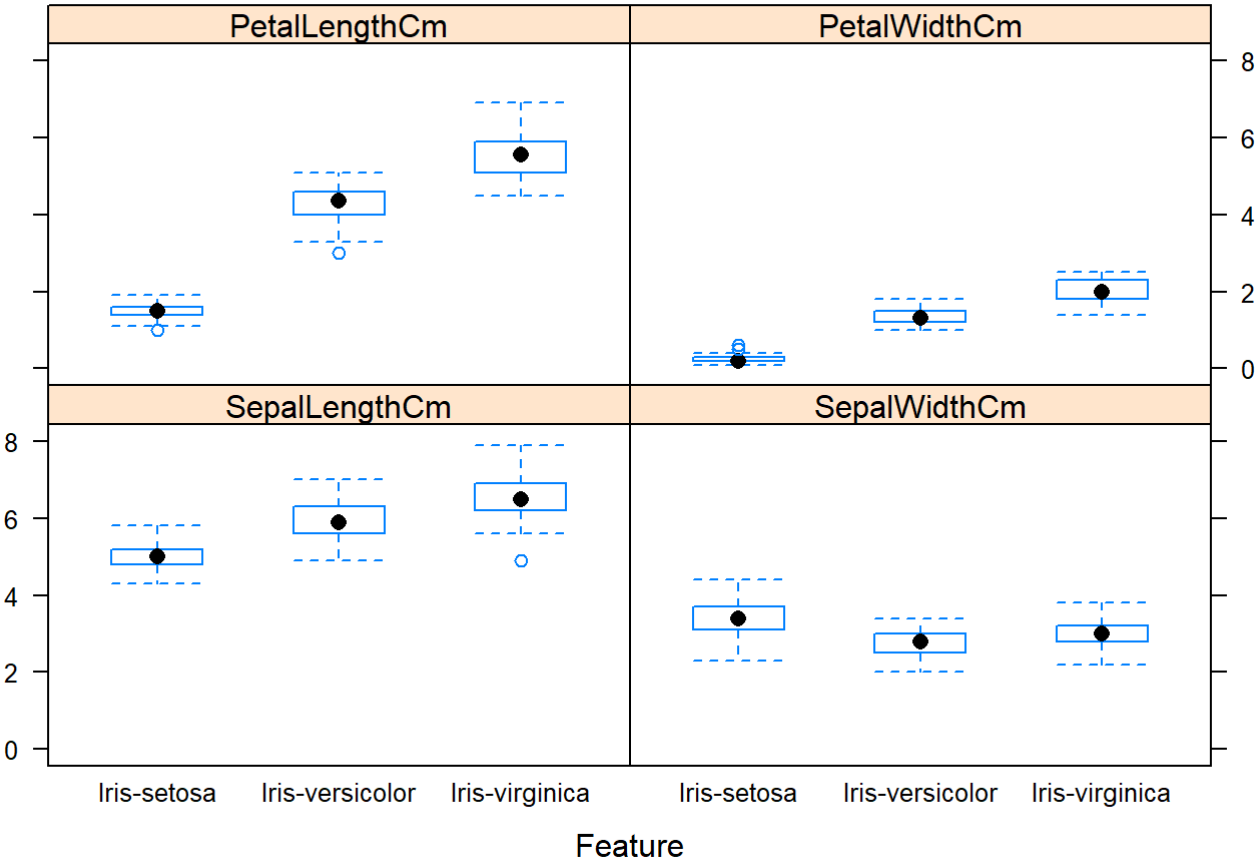 PetalLengthCm PetalWidthCm
8
6
4
2
0
SepalLengthCm SepalWidthCm
8
6
4
2
0
Iris-setosa Iris-versicolor Iris-virginica Iris-setosa Iris-versicolor Iris-virginica
Feature